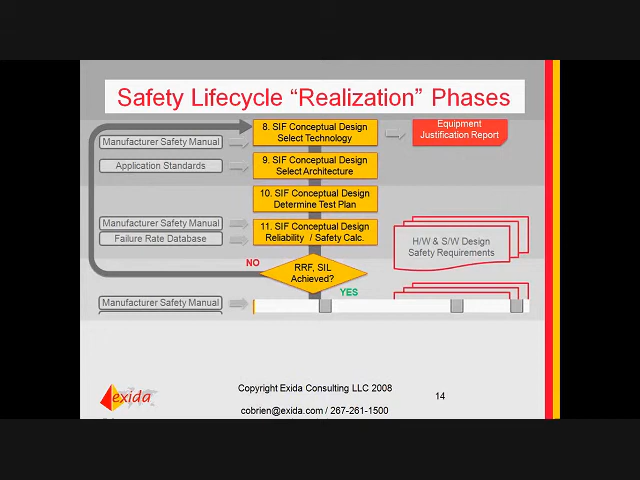 Safety Lifecycle “Realization” Phases
8. SIF Conceptual Design
Select Technology
Equipment
Justification Report
Manufacturer Safety Manual
9. SIF Conceptual Design
Select Architecture
Application Standards
10. SIF Conceptual Design
Determine Test Plan
Manufacturer Safety Manual
Failure Rate Database
11. SIF Conceptual Design
Reliability / Safety Calc.
H/W & S/W Design
Safety Requirements
NO
RRF, SIL
Achieved?
YES
Manufacturer Safety Manual
exida
Copyright Exida Consulting LLC 2008
14
cobrien@exida.com / 267-261-1500